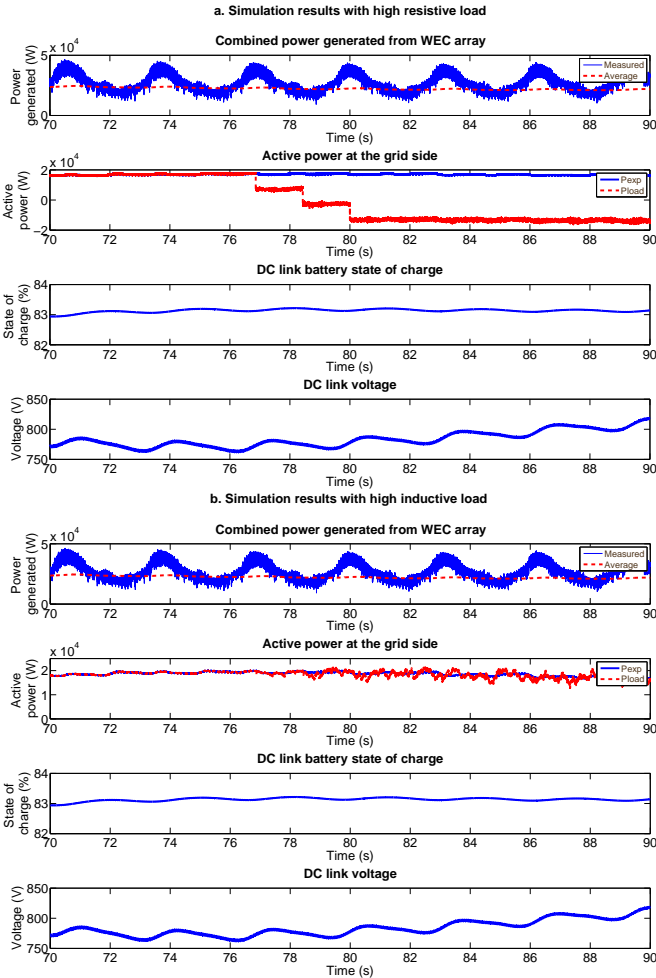 a. Simulation results with high resistive load
Combined power generated from WEC array
x 10^4
Power
generated (W)
5
0
Measured
Average
70 72 74 76 78 80 82 84 86 88 90
Time (s)
Active power at the grid side
x 10^4
Active
power (W)
2
0
−2
Pexp
Pload
70 72 74 76 78 80 82 84 86 88 90
Time (s)
DC link battery state of charge
State of
charge (%)
84
83
82
70 72 74 76 78 80 82 84 86 88 90
Time (s)
DC link voltage
Voltage (V)
850
800
750
70 72 74 76 78 80 82 84 86 88 90
Time (s)
b. Simulation results with high inductive load
Combined power generated from WEC array
x 10^4
Power
generated (W)
5
0
Measured
Average
70 72 74 76 78 80 82 84 86 88 90
Time (s)
Active power at the grid side
x 10^4
Active
power (W)
2
1
0
Pexp
Pload
70 72 74 76 78 80 82 84 86 88 90
Time (s)
DC link battery state of charge
State of
charge (%)
84
83
82
70 72 74 76 78 80 82 84 86 88 90
Time (s)
DC link voltage
Voltage (V)
850
800
750
70 72 74 76 78 80 82 84 86 88 90
Time (s)